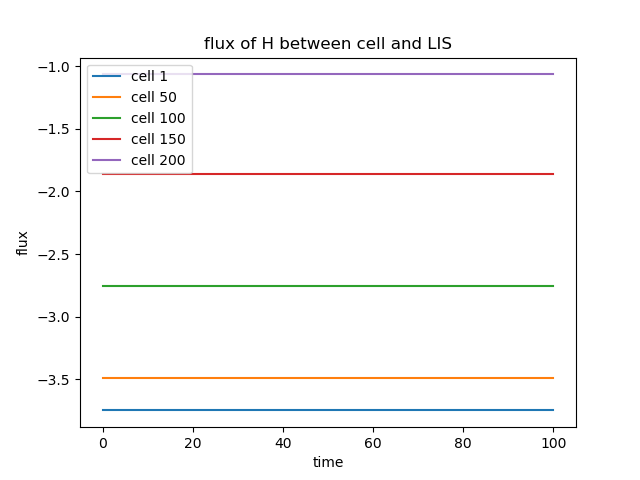 flux of H between cell and LIS
cell 1
cell 50
cell 100
cell 150
cell 200
flux
−1.0
−1.5
−2.0
−2.5
−3.0
−3.5
0
20
40
60
80
100
time